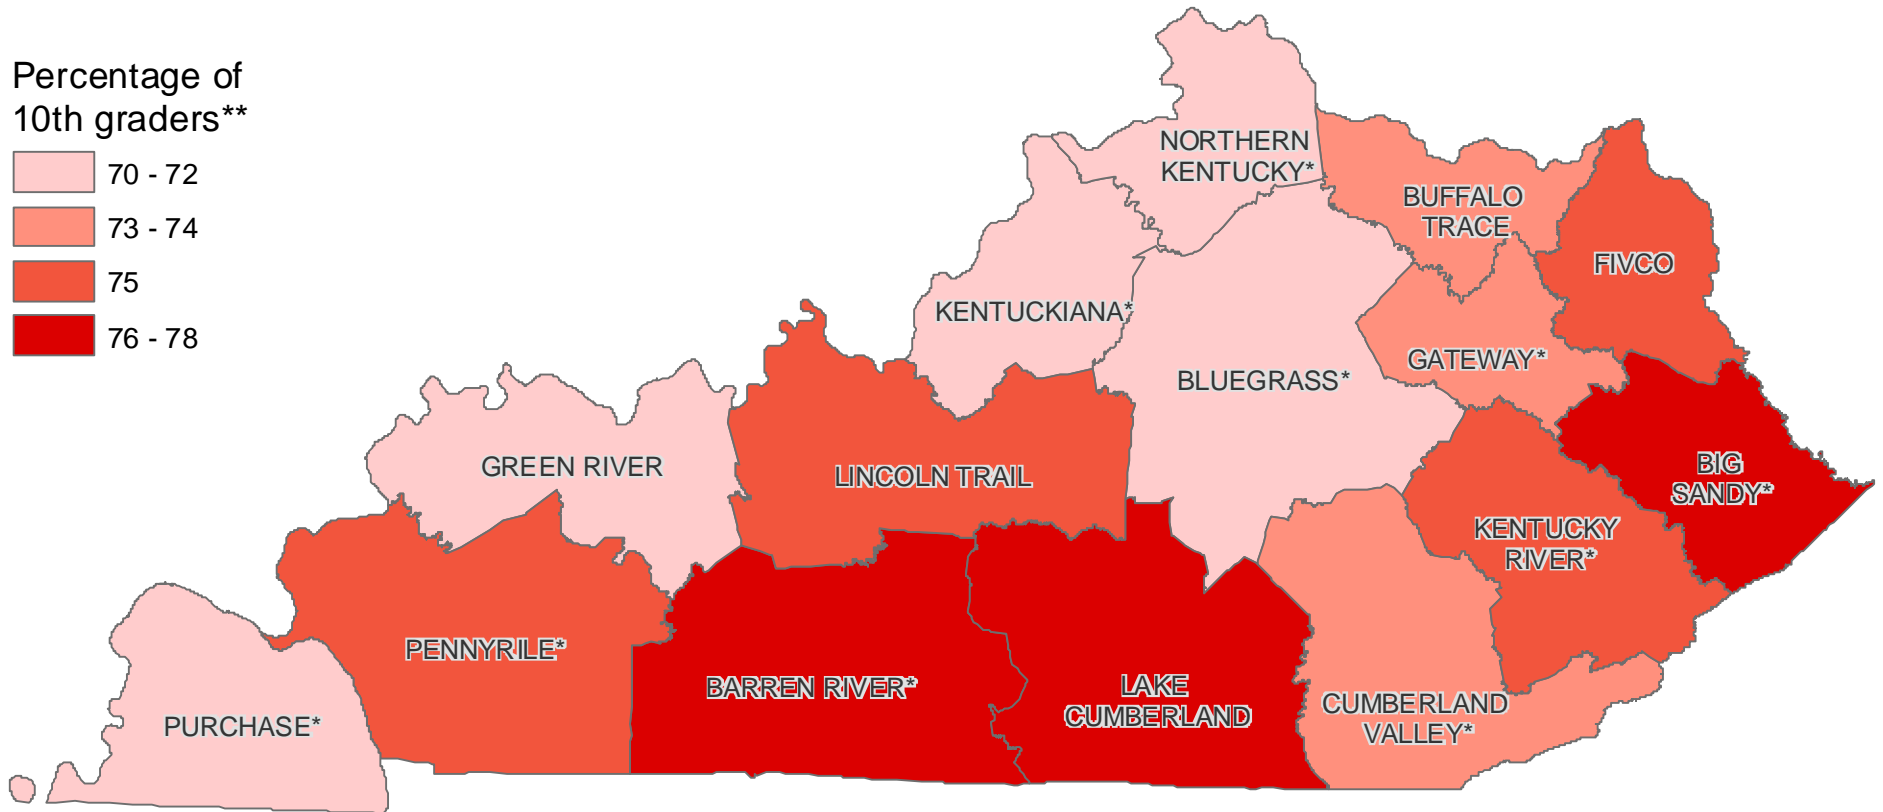 Percentage of
10th graders**
70 - 72
73 - 74
75
76 - 78
NORTHERN
KENTUCKY*
BUFFALO
TRACE
FIVCO
KENTUCKIANA*
GATEWAY*
BLUEGRASS*
GREEN RIVER
LINCOLN TRAIL
BIG
SANDY*
KENTUCKY
RIVER*
PENNYRILE*
BARREN RIVER*
LAKE
CUMBERLAND
CUMBERLAND
VALLEY*
PURCHASE*